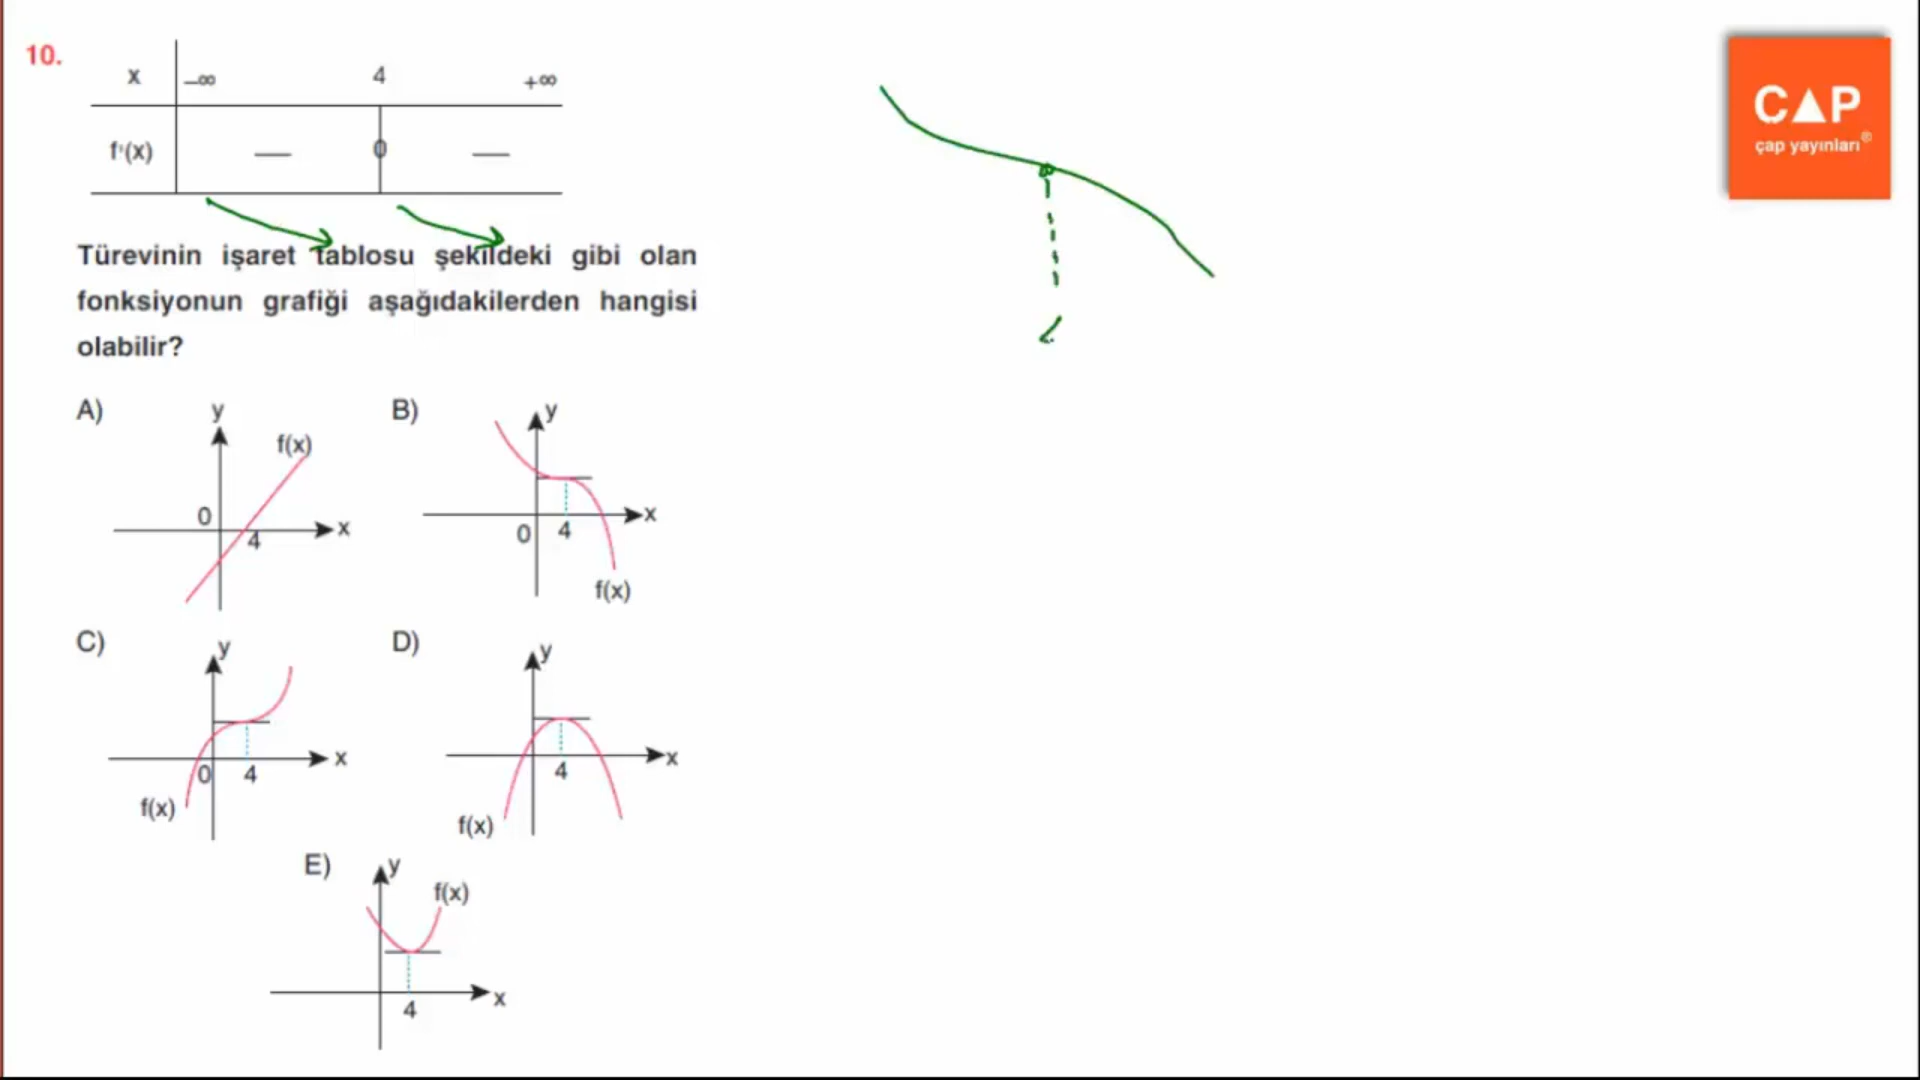 10.
x –∞ 4 +∞
f'(x) — 0 —
Türevinin işaret tablosu şekildeki gibi olan
fonksiyonun grafiği aşağıdakilerden hangisi
olabilir?
A) y f(x) 0 4 x
B) y 0 4 x f(x)
C) y 0 4 x f(x)
D) y 4 x f(x)
E) y f(x) 4 x
CAP
çap yayınları®